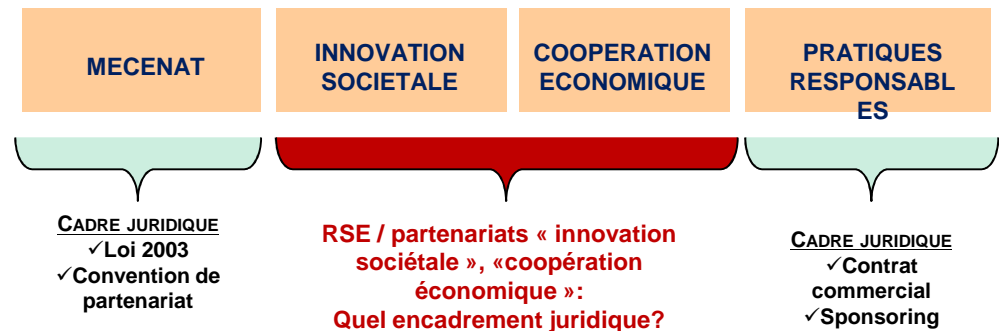 MECENAT
INNOVATION
SOCIETALE
COOPERATION
ECONOMIQUE
PRATIQUES
RESPONSABL
ES
CADRE JURIDIQUE
✓Loi 2003
✓Convention de
partenariat
RSE / partenariats « innovation
sociétale », «coopération
économique »:
Quel encadrement juridique?
CADRE JURIDIQUE
✓Contrat
commercial
✓Sponsoring